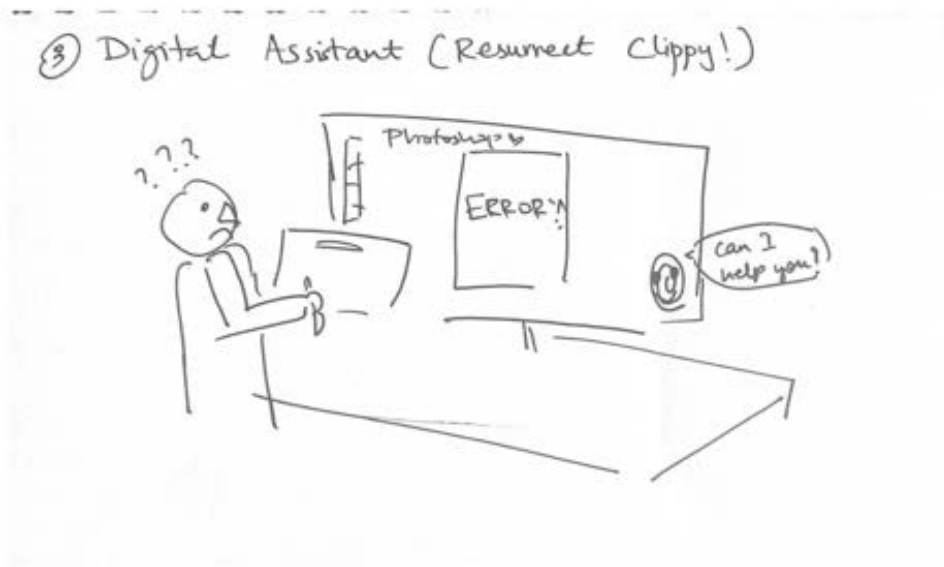 ③ Digital Assistant (Resurrect Clippy!)
???
Photoshop
ERROR!
Can I
help you?